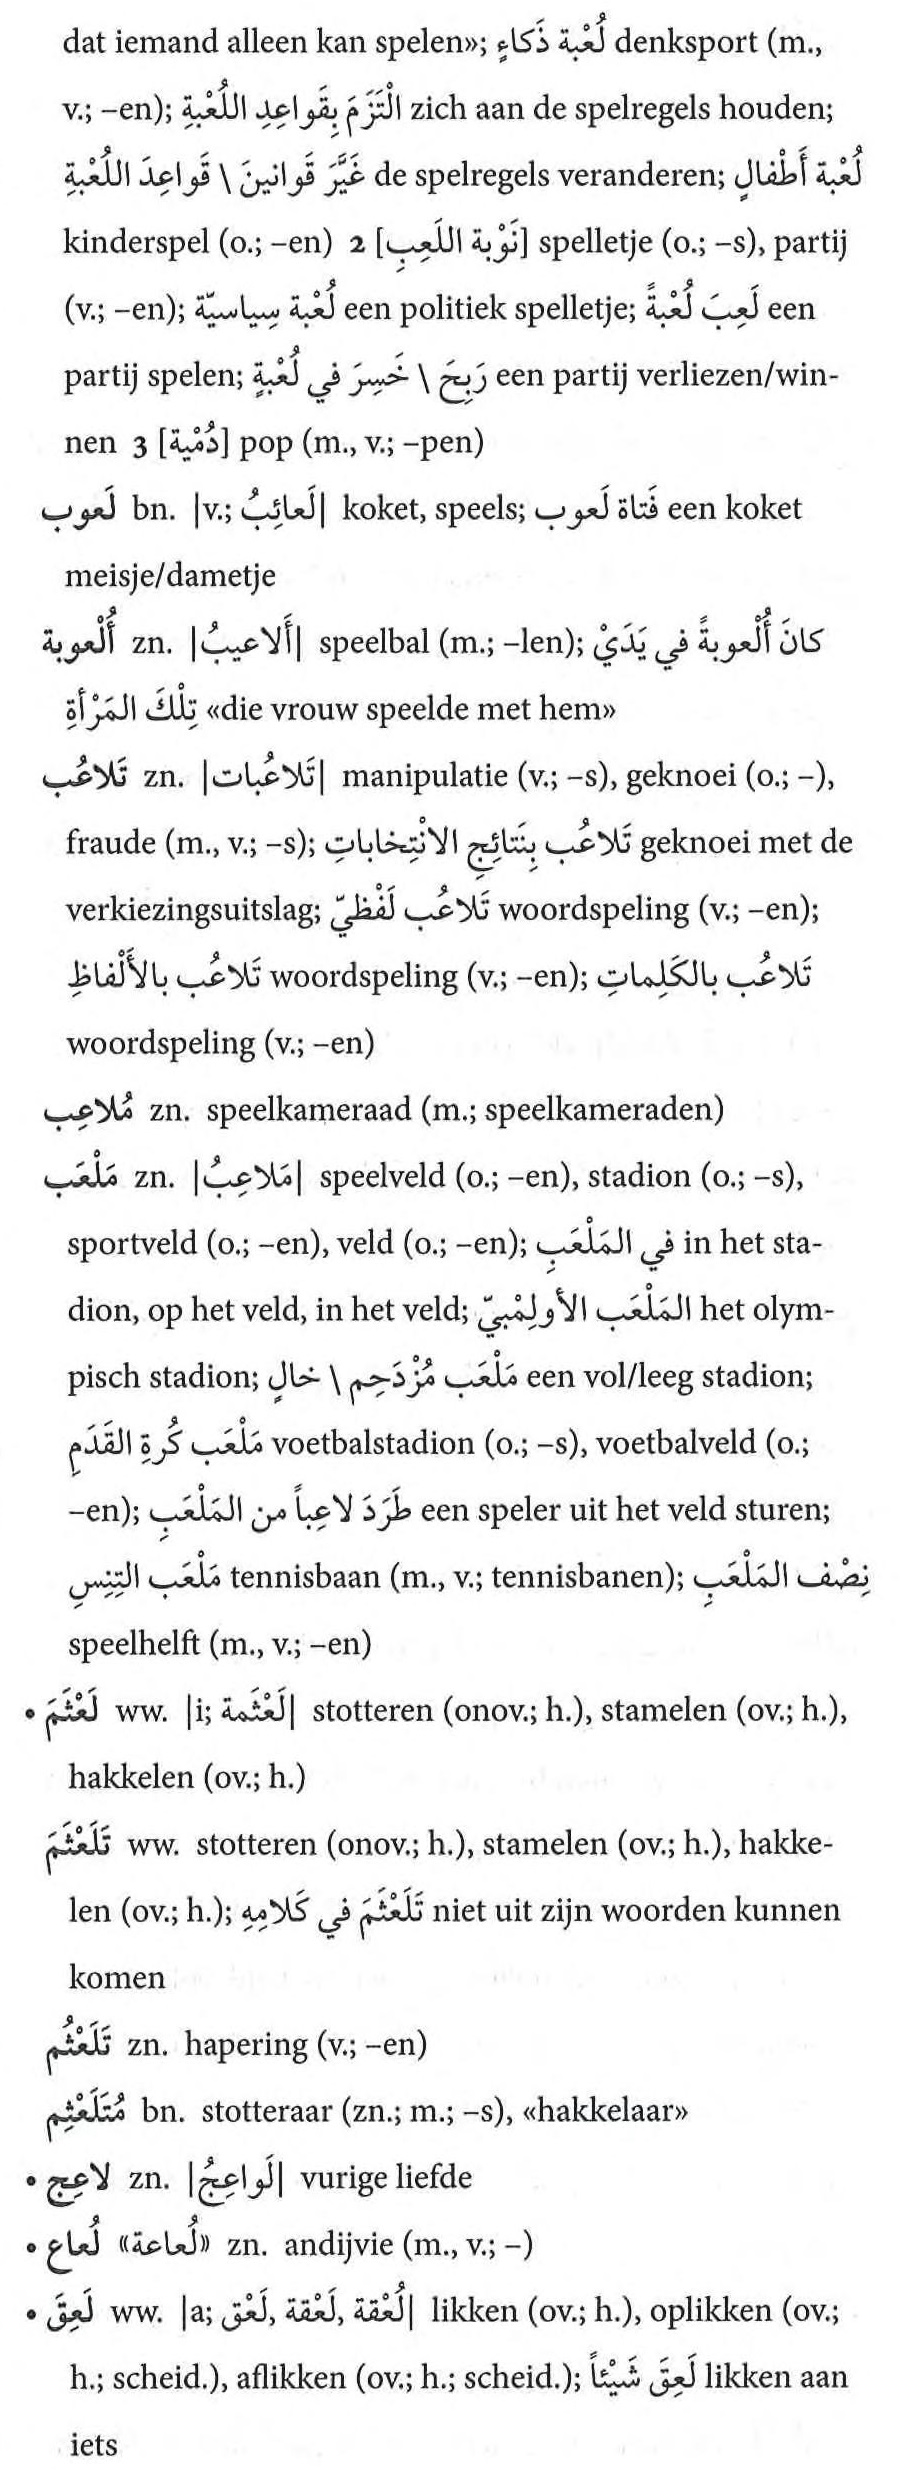 dat iemand alleen kan spelen»; لُعْبة ذَكاءٍ denksport (m.,
v.; –en); الْتَزَمَ بِقَواعِدِ اللُعْبةِ zich aan de spelregels houden;
غَيَّرَ قَوانينَ \ قَواعِدَ اللُعْبةِ de spelregels veranderen; لُعْبة أَطْفالٍ
kinderspel (o.; –en) 2 [نَوْبة اللَعِبِ] spelletje (o.; –s), partij
(v.; –en); لُعْبة سِياسيّة een politiek spelletje; لَعِبَ لُعْبةً een
partij spelen; رَبِحَ \ خَسِرَ في لُعْبةٍ een partij verliezen/win-
nen 3 [دُمْية] pop (m., v.; –pen)
لَعوب bn. |v.; لَعائِبُ| koket, speels; فَتاة لَعوب een koket
meisje/dametje
أُلْعوبة zn. |أَلاعيبُ| speelbal (m.; –len); كانَ أُلْعوبةً في يَدَيْ
تِلْكَ المَرْأةِ «die vrouw speelde met hem»
تَلاعُب zn. |تَلاعُبات| manipulatie (v.; –s), geknoei (o.; –),
fraude (m., v.; –s); تَلاعُب بِنَتائِجِ الانْتِخاباتِ geknoei met de
verkiezingsuitslag; تَلاعُب لَفْظيّ woordspeling (v.; –en);
تَلاعُب بالأَلْفاظِ woordspeling (v.; –en); تَلاعُب بالكَلِماتِ
woordspeling (v.; –en)
مُلاعِب zn. speelkameraad (m.; speelkameraden)
مَلْعَب zn. |مَلاعِبُ| speelveld (o.; –en), stadion (o.; –s),
sportveld (o.; –en), veld (o.; –en); في المَلْعَبِ in het sta-
dion, op het veld, in het veld; المَلْعَب الأولِمْبيّ het olym-
pisch stadion; مَلْعَب مُزْدَحِم \ خالٍ een vol/leeg stadion;
مَلْعَب كُرةِ القَدَمِ voetbalstadion (o.; –s), voetbalveld (o.;
–en); طَرَدَ لاعِباً من المَلْعَبِ een speler uit het veld sturen;
مَلْعَب التِنِسِ tennisbaan (m., v.; tennisbanen); نِصْف المَلْعَبِ
speelhelft (m., v.; –en)
• لَعْثَمَ ww. |i; لَعْثَمة| stotteren (onov.; h.), stamelen (ov.; h.),
hakkelen (ov.; h.)
تَلَعْثَمَ ww. stotteren (onov.; h.), stamelen (ov.; h.), hakke-
len (ov.; h.); تَلَعْثَمَ في كَلامِهِ niet uit zijn woorden kunnen
komen
تَلَعْثُم zn. hapering (v.; –en)
مُتَلَعْثِم bn. stotteraar (zn.; m.; –s), «hakkelaar»
• لاعِج zn. |لَواعِجُ| vurige liefde
• لُعاع «لُعاعة» zn. andijvie (m., v.; –)
• لَعِقَ ww. |a; لُعْقة ,لَعْقة ,لَعْق| likken (ov.; h.), oplikken (ov.;
h.; scheid.), aflikken (ov.; h.; scheid.); لَعِقَ شَيْئاً likken aan
iets